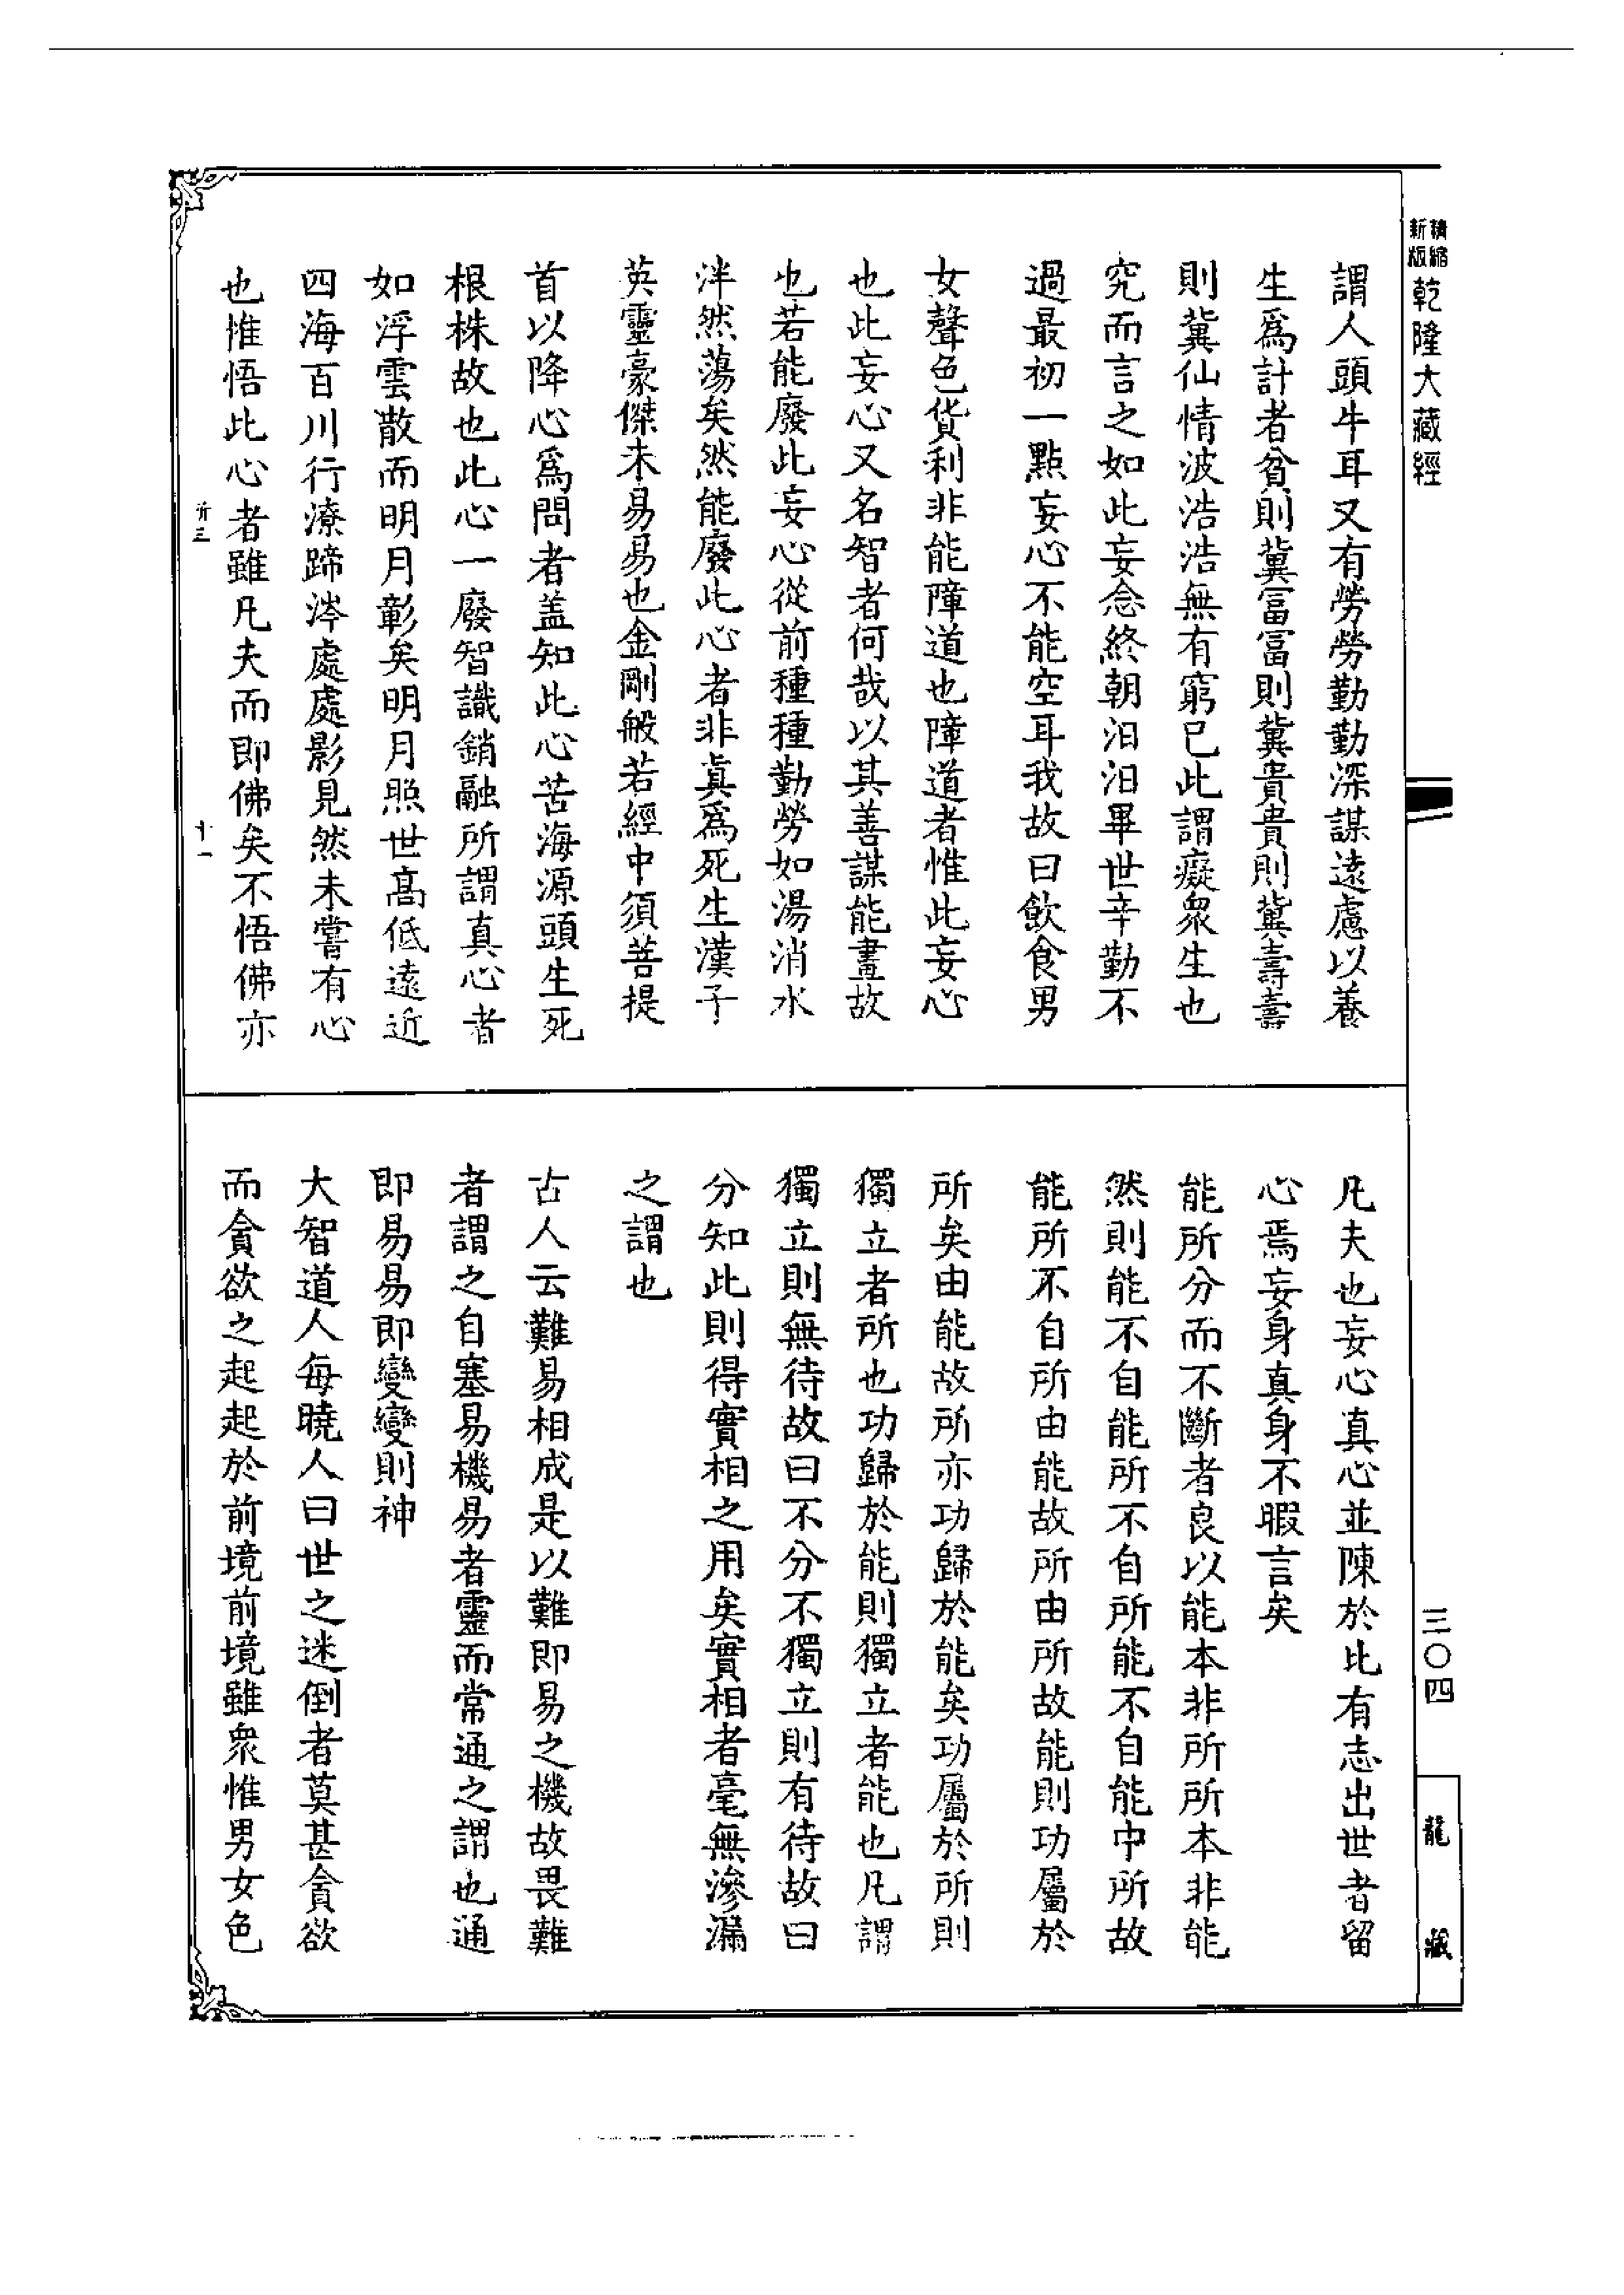 新版精縮
乾隆大藏經
謂人頭牛耳又有勞勞勤勤深謀遠慮以養
生爲計者貧則冀富富則冀貴貴則冀壽壽
則冀仙情波浩浩無有窮已此謂癡衆生也
究而言之如此妄念終朝汨汨畢世辛勤不
過最初一點妄心不能空耳我故曰飲食男
女聲色貨利非能障道也障道者惟此妄心
也此妄心又名智者何哉以其善謀能畫故
也若能廢此妄心從前種種勤勞如湯消水
泮然蕩矣然能廢此心者非眞爲死生漢子
英靈豪傑未易易也金剛般若經中須菩提
首以降心爲問者盖知此心苦海源頭生死
根株故也此心一廢智識銷融所謂真心者
如浮雲散而明月彰矣明月照世高低遠近
四海百川行潦蹄涔處處影見然未嘗有心
也惟悟此心者雖凡夫而即佛矣不悟佛亦
凡夫也妄心真心並陳於比有志出世者留
心焉妄身真身不暇言矣
能所分而不斷者良以能本非所所本非能
然則能不自能所不自所能不自能中所故
能所不自所由能故所由所故能則功屬於
所矣由能故所亦功歸於能矣功屬於所則
獨立者所也功歸於能則獨立者能也凡謂
獨立則無待故曰不分不獨立則有待故曰
分知此則得實相之用矣實相者毫無滲漏
之謂也
古人云難易相成是以難即易之機故畏難
者謂之自塞易機易者靈而常通之謂也通
即易易即變變則神
大智道人每曉人曰世之迷倒者莫甚貪欲
而貪欲之起起於前境前境雖衆惟男女色
三〇四
龍藏